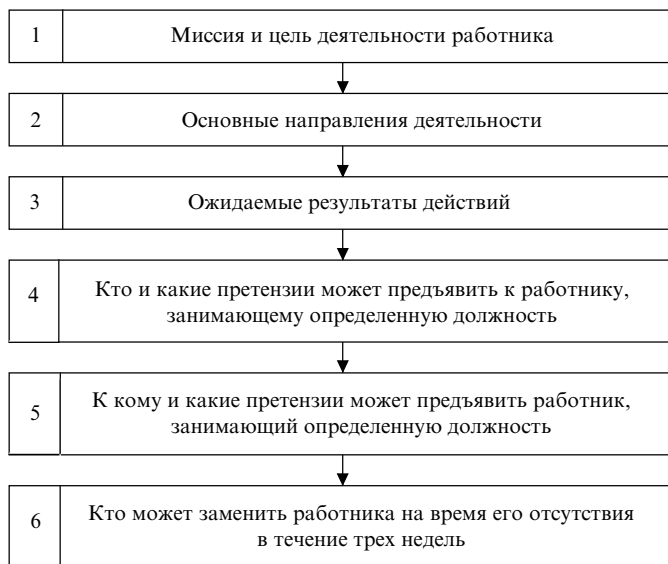 1 Миссия и цель деятельности работника
2 Основные направления деятельности
3 Ожидаемые результаты действий
4 Кто и какие претензии может предъявить к работнику,
занимающему определенную должность
5 К кому и какие претензии может предъявить работник,
занимающий определенную должность
6 Кто может заменить работника на время его отсутствия
в течение трех недель